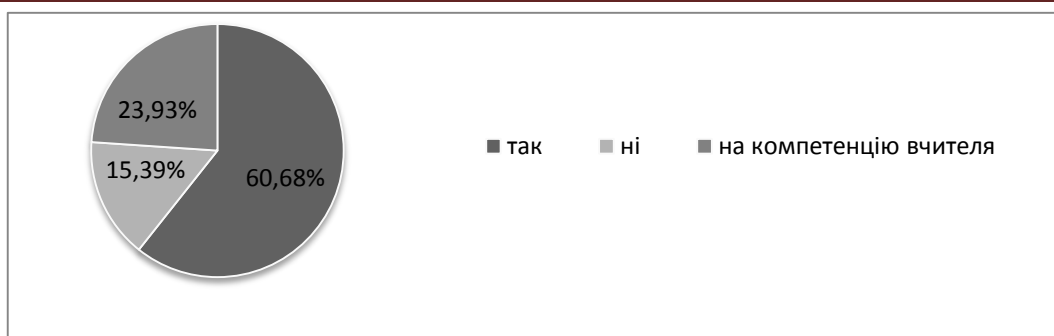 23,93%
15,39%
60,68%
так ні на компетенцію вчителя